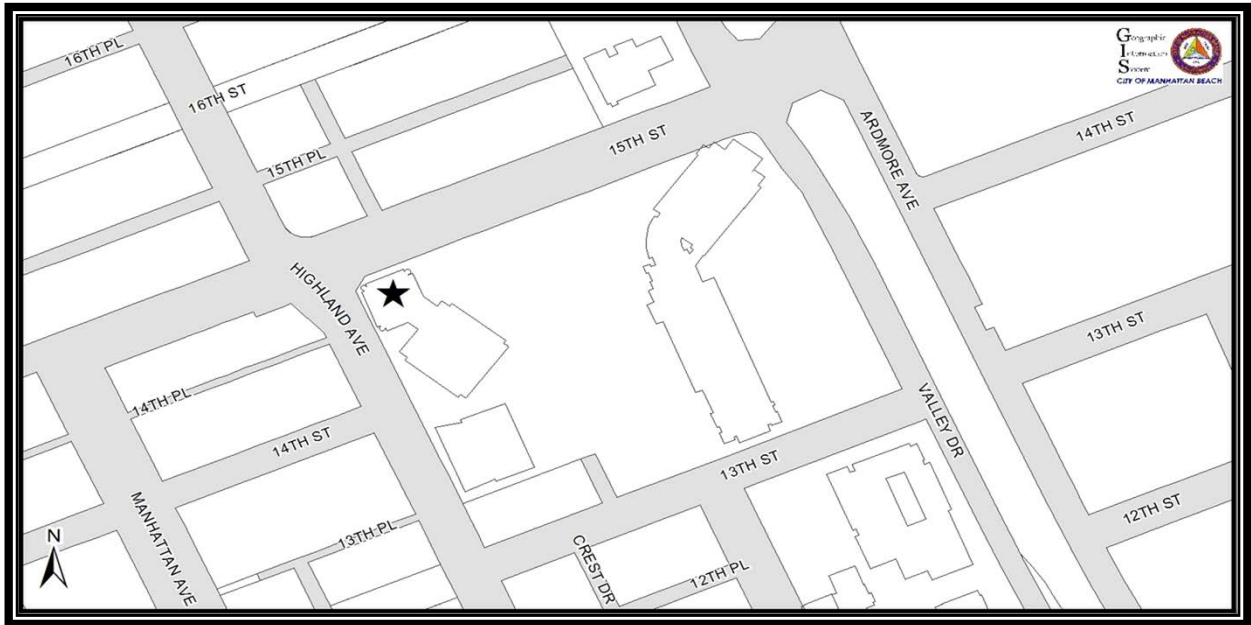 16TH PL
16TH ST
15TH PL
15TH ST
ARDMORE AVE
14TH ST
Geographic
Information
System
CITY OF MANHATTAN BEACH
HIGHLAND AVE
13TH ST
14TH PL
14TH ST
VALLEY DR
13TH ST
12TH ST
MANHATTAN AVE
13TH PL
CREST DR
12TH PL
N